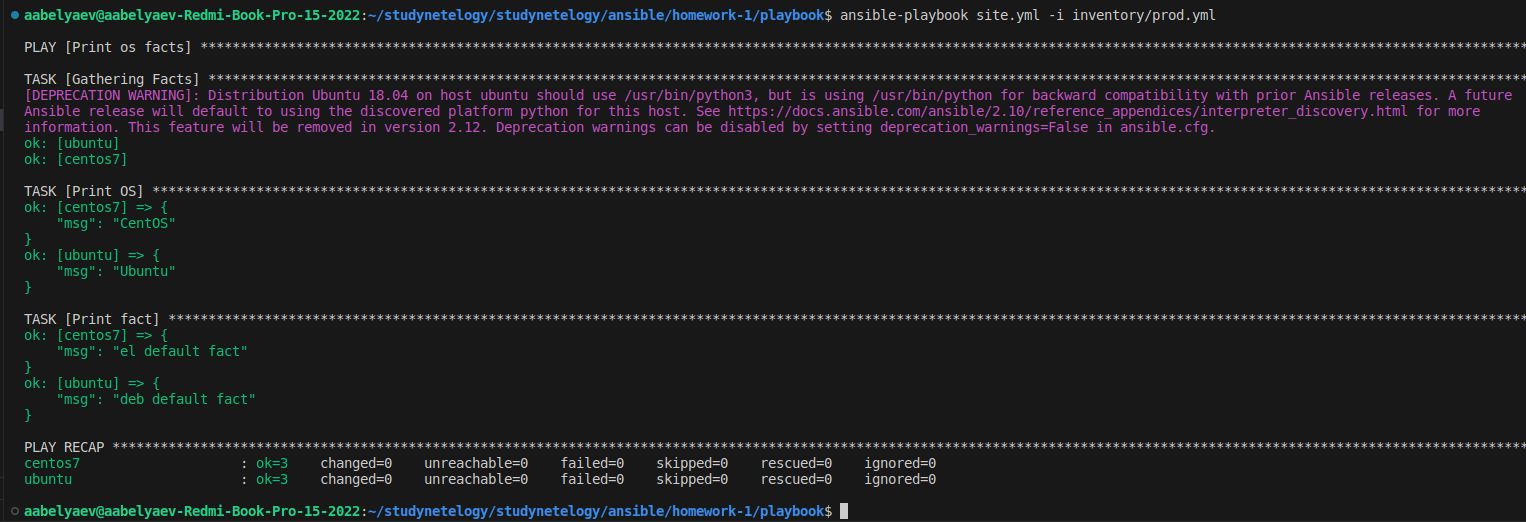 aabelyaev@aabelyaev-Redmi-Book-Pro-15-2022:~/studynetelogy/studynetelogy/ansible/homework-1/playbook$ ansible-playbook site.yml -i inventory/prod.yml
PLAY [Print os facts] **********************************************************************************************************************************************************************
TASK [Gathering Facts] *********************************************************************************************************************************************************************
[DEPRECATION WARNING]: Distribution Ubuntu 18.04 on host ubuntu should use /usr/bin/python3, but is using /usr/bin/python for backward compatibility with prior Ansible releases. A future
Ansible release will default to using the discovered platform python for this host. See https://docs.ansible.com/ansible/2.10/reference_appendices/interpreter_discovery.html for more
information. This feature will be removed in version 2.12. Deprecation warnings can be disabled by setting deprecation_warnings=False in ansible.cfg.
ok: [ubuntu]
ok: [centos7]
TASK [Print OS] ****************************************************************************************************************************************************************************
ok: [centos7] => {
    "msg": "CentOS"
}
ok: [ubuntu] => {
    "msg": "Ubuntu"
}
TASK [Print fact] **************************************************************************************************************************************************************************
ok: [centos7] => {
    "msg": "el default fact"
}
ok: [ubuntu] => {
    "msg": "deb default fact"
}
PLAY RECAP *********************************************************************************************************************************************************************************
centos7                    : ok=3    changed=0    unreachable=0    failed=0    skipped=0    rescued=0    ignored=0
ubuntu                     : ok=3    changed=0    unreachable=0    failed=0    skipped=0    rescued=0    ignored=0
aabelyaev@aabelyaev-Redmi-Book-Pro-15-2022:~/studynetelogy/studynetelogy/ansible/homework-1/playbook$